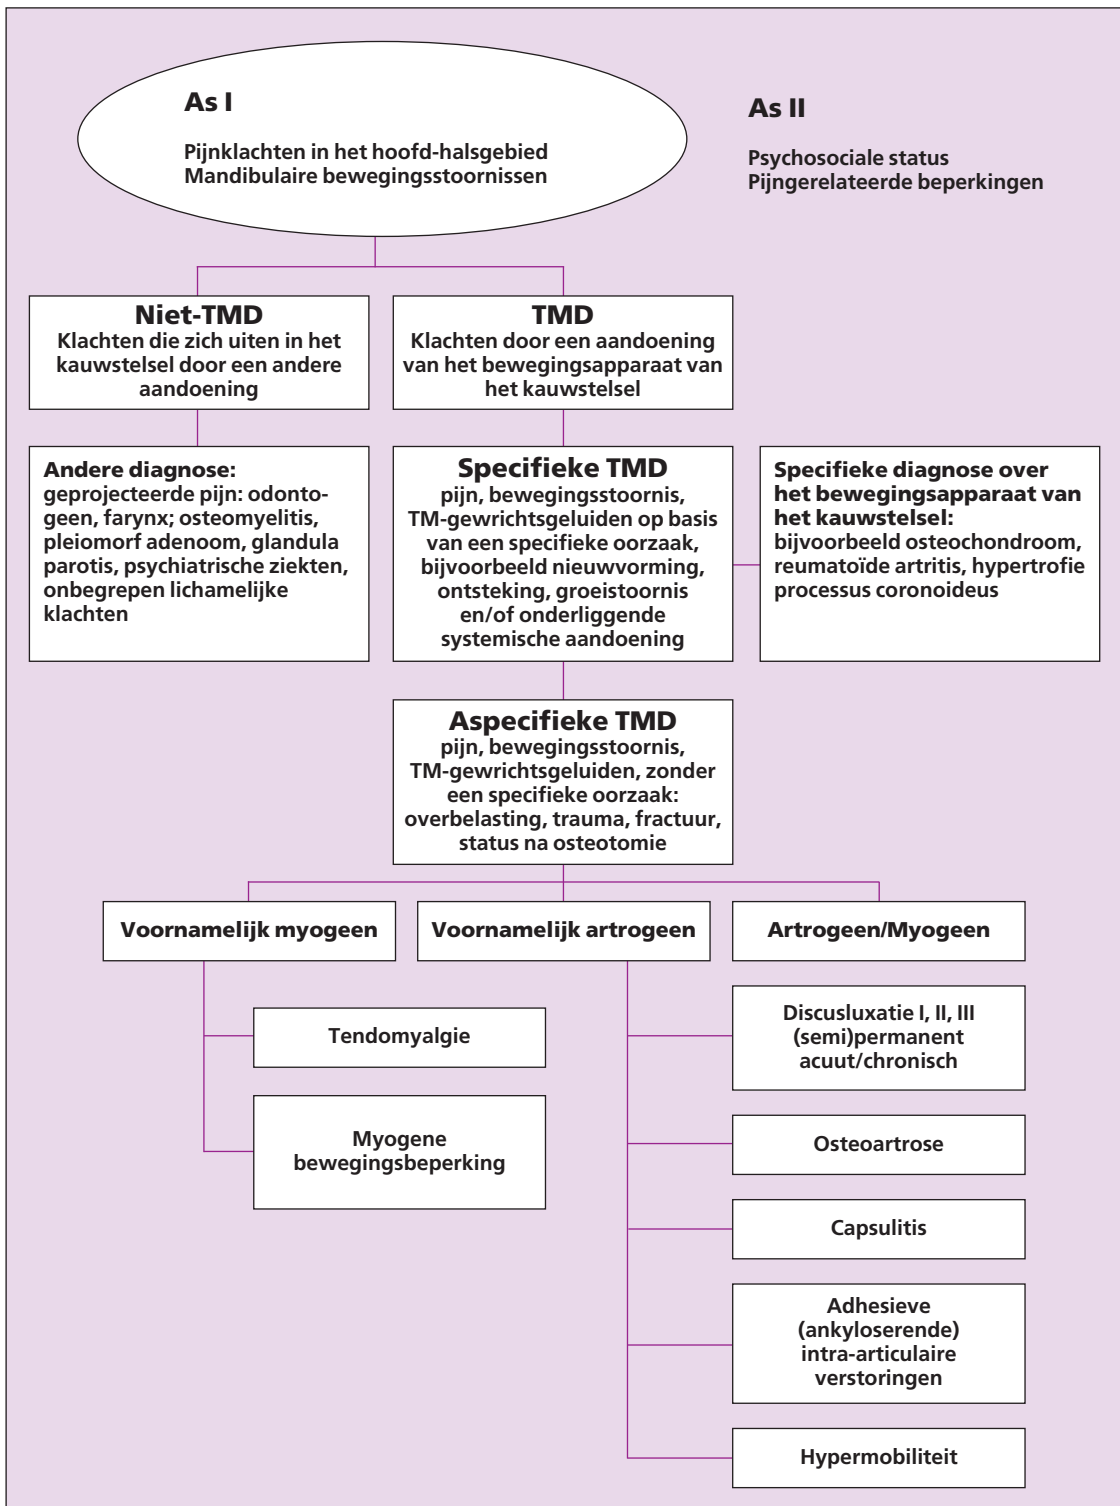 As I
Pijnklachten in het hoofd-halsgebied
Mandibulaire bewegingsstoornissen
As II
Psychosociale status
Pijngerelateerde beperkingen
Niet-TMD
Klachten die zich uiten in het
kauwstelsel door een andere
aandoening
TMD
Klachten door een aandoening
van het bewegingsapparaat van
het kauwstelsel
Andere diagnose:
geprojecteerde pijn: odonto-
geen, farynx; osteomyelitis,
pleiomorf adenoom, glandula
parotis, psychiatrische ziekten,
onbegrepen lichamelijke
klachten
Specifieke TMD
pijn, bewegingsstoornis,
TM-gewrichtsgeluiden op basis
van een specifieke oorzaak,
bijvoorbeeld nieuwvorming,
ontsteking, groeistoornis
en/of onderliggende
systemische aandoening
Specifieke diagnose over
het bewegingsapparaat van
het kauwstelsel:
bijvoorbeeld osteochondroom,
reumatoïde artritis, hypertrofie
processus coronoideus
Aspecifieke TMD
pijn, bewegingsstoornis,
TM-gewrichtsgeluiden, zonder
een specifieke oorzaak:
overbelasting, trauma, fractuur,
status na osteotomie
Voornamelijk myogeen
Voornamelijk artrogeen
Artrogeen/Myogeen
Tendomyalgie
Myogene
bewegingsbeperking
Discusluxatie I, II, III
(semi)permanent
acuut/chronisch
Osteoartrose
Capsulitis
Adhesieve
(ankyloserende)
intra-articulaire
verstoringen
Hypermobiliteit